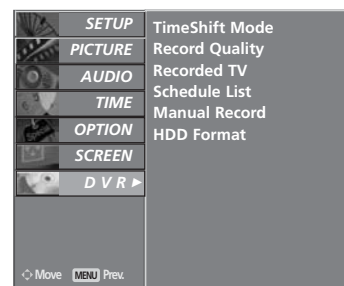 SETUP
PICTURE
AUDIO
TIME
OPTION
SCREEN
D V R ►
TimeShift Mode
Record Quality
Recorded TV
Schedule List
Manual Record
HDD Format
Move MENU Prev.